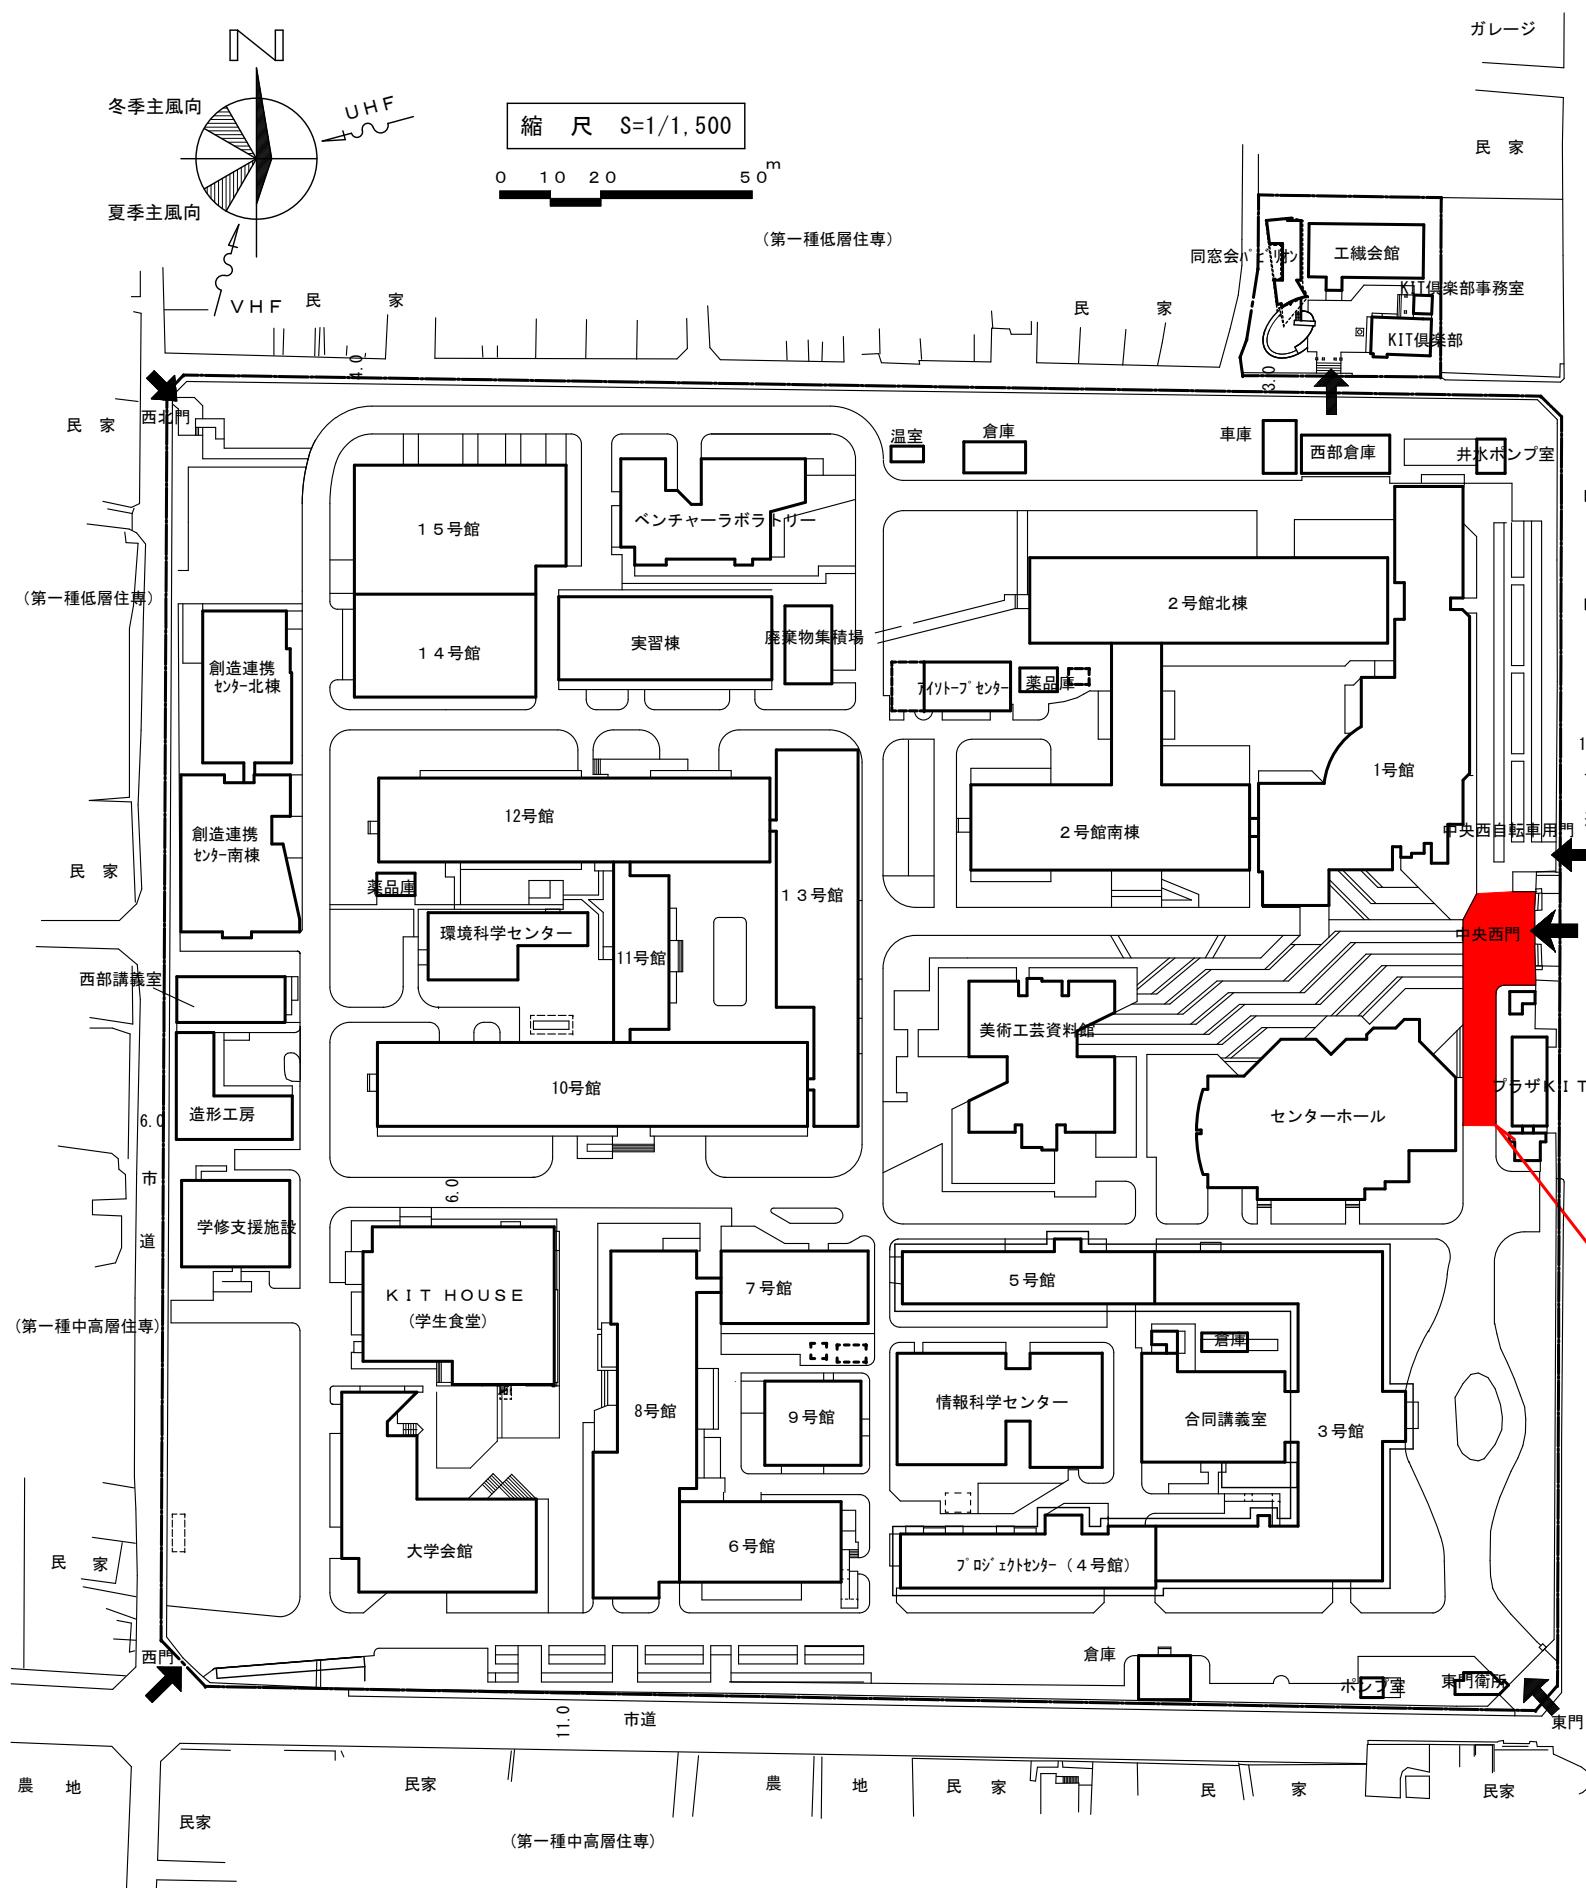 ガレージ
N
冬季主風向
UHF
縮 尺 S=1/1,500
民 家
0 10 20 50m
夏季主風向
(第一種低層住専)
同窓会パビリオン
工繊会館
VHF
民 家
民 家
KIT倶楽部事務室
KIT倶楽部
4.0
3.0
民 家
西北門
温室
倉庫
車庫
西部倉庫
井水ポンプ室
15号館
ベンチャーラボラトリー
(第一種低層住専)
2号館北棟
実習棟
廃棄物集積場
14号館
創造連携
センター北棟
アイソトープセンター
薬品庫
1号館
12号館
2号館南棟
中央西自転車用門
創造連携
センター南棟
民 家
薬品庫
13号館
環境科学センター
中央西門
11号館
西部講義室
美術工芸資料館
10号館
プラザKIT
造形工房
センターホール
6.0
市
道
6.0
学修支援施設
KIT HOUSE
(学生食堂)
7号館
5号館
(第一種中高層住専)
倉庫
8号館
9号館
情報科学センター
合同講義室
3号館
大学会館
6号館
プロジェクトセンター(4号館)
民 家
西門
倉庫
ポンプ室
東門衛所
11.0
市道
東門
農 地
民家
農 地
民 家
民 家
民家
民家
(第一種中高層住専)